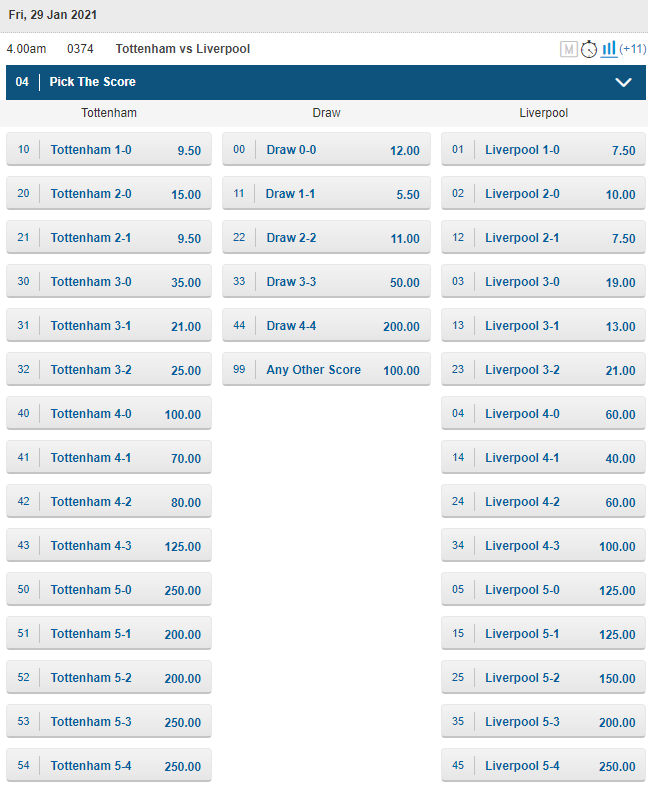 Fri, 29 Jan 2021
4.00am 0374 Tottenham vs Liverpool M (+11)
04 Pick The Score
Tottenham Draw Liverpool
10 Tottenham 1-0 9.50 00 Draw 0-0 12.00 01 Liverpool 1-0 7.50
20 Tottenham 2-0 15.00 11 Draw 1-1 5.50 02 Liverpool 2-0 10.00
21 Tottenham 2-1 9.50 22 Draw 2-2 11.00 12 Liverpool 2-1 7.50
30 Tottenham 3-0 35.00 33 Draw 3-3 50.00 03 Liverpool 3-0 19.00
31 Tottenham 3-1 21.00 44 Draw 4-4 200.00 13 Liverpool 3-1 13.00
32 Tottenham 3-2 25.00 99 Any Other Score 100.00 23 Liverpool 3-2 21.00
40 Tottenham 4-0 100.00 04 Liverpool 4-0 60.00
41 Tottenham 4-1 70.00 14 Liverpool 4-1 40.00
42 Tottenham 4-2 80.00 24 Liverpool 4-2 60.00
43 Tottenham 4-3 125.00 34 Liverpool 4-3 100.00
50 Tottenham 5-0 250.00 05 Liverpool 5-0 125.00
51 Tottenham 5-1 200.00 15 Liverpool 5-1 125.00
52 Tottenham 5-2 200.00 25 Liverpool 5-2 150.00
53 Tottenham 5-3 250.00 35 Liverpool 5-3 200.00
54 Tottenham 5-4 250.00 45 Liverpool 5-4 250.00